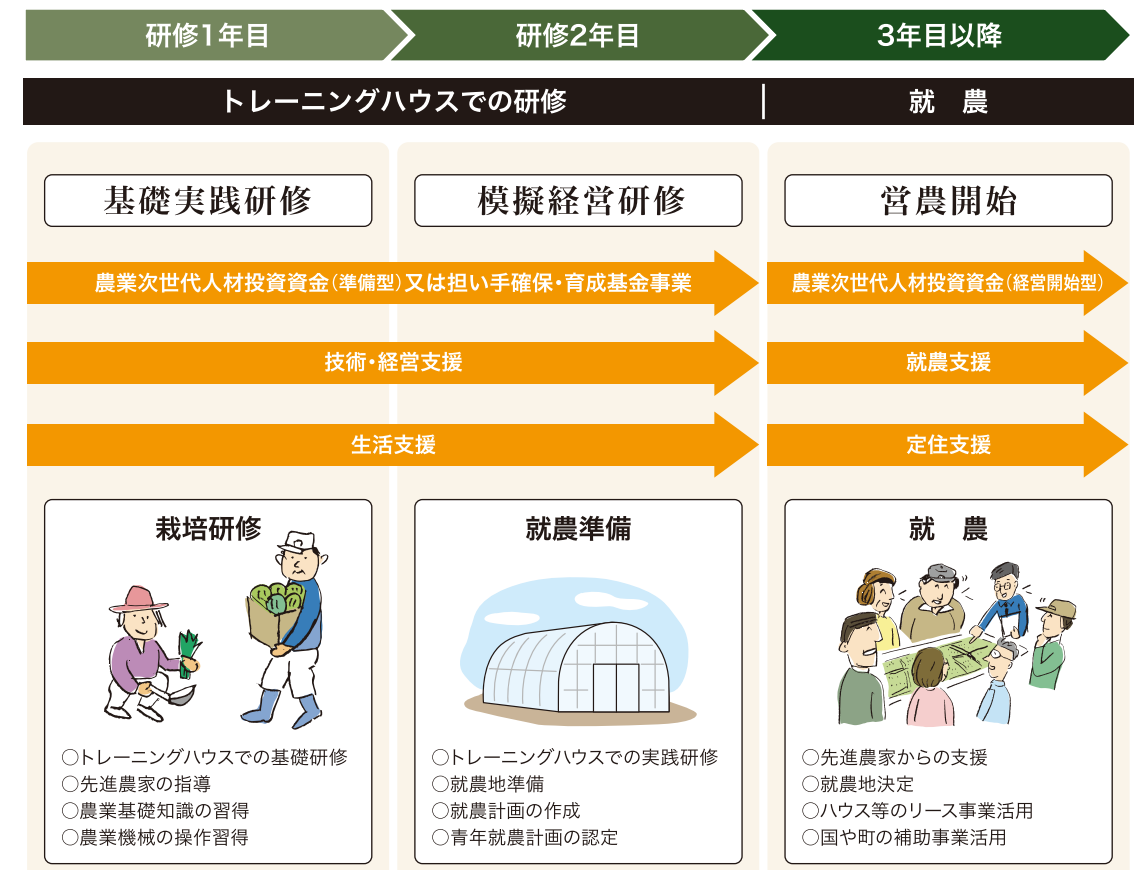 研修1年目
研修2年目
3年目以降
トレーニングハウスでの研修
就　農
基礎実践研修
模擬経営研修
営農開始
農業次世代人材投資資金(準備型)又は担い手確保・育成基金事業
農業次世代人材投資資金(経営開始型)
技術・経営支援
就農支援
生活支援
定住支援
栽培研修
○トレーニングハウスでの基礎研修
○先進農家の指導
○農業基礎知識の習得
○農業機械の操作習得
就農準備
○トレーニングハウスでの実践研修
○就農地準備
○就農計画の作成
○青年就農計画の認定
就　農
○先進農家からの支援
○就農地決定
○ハウス等のリース事業活用
○国や町の補助事業活用